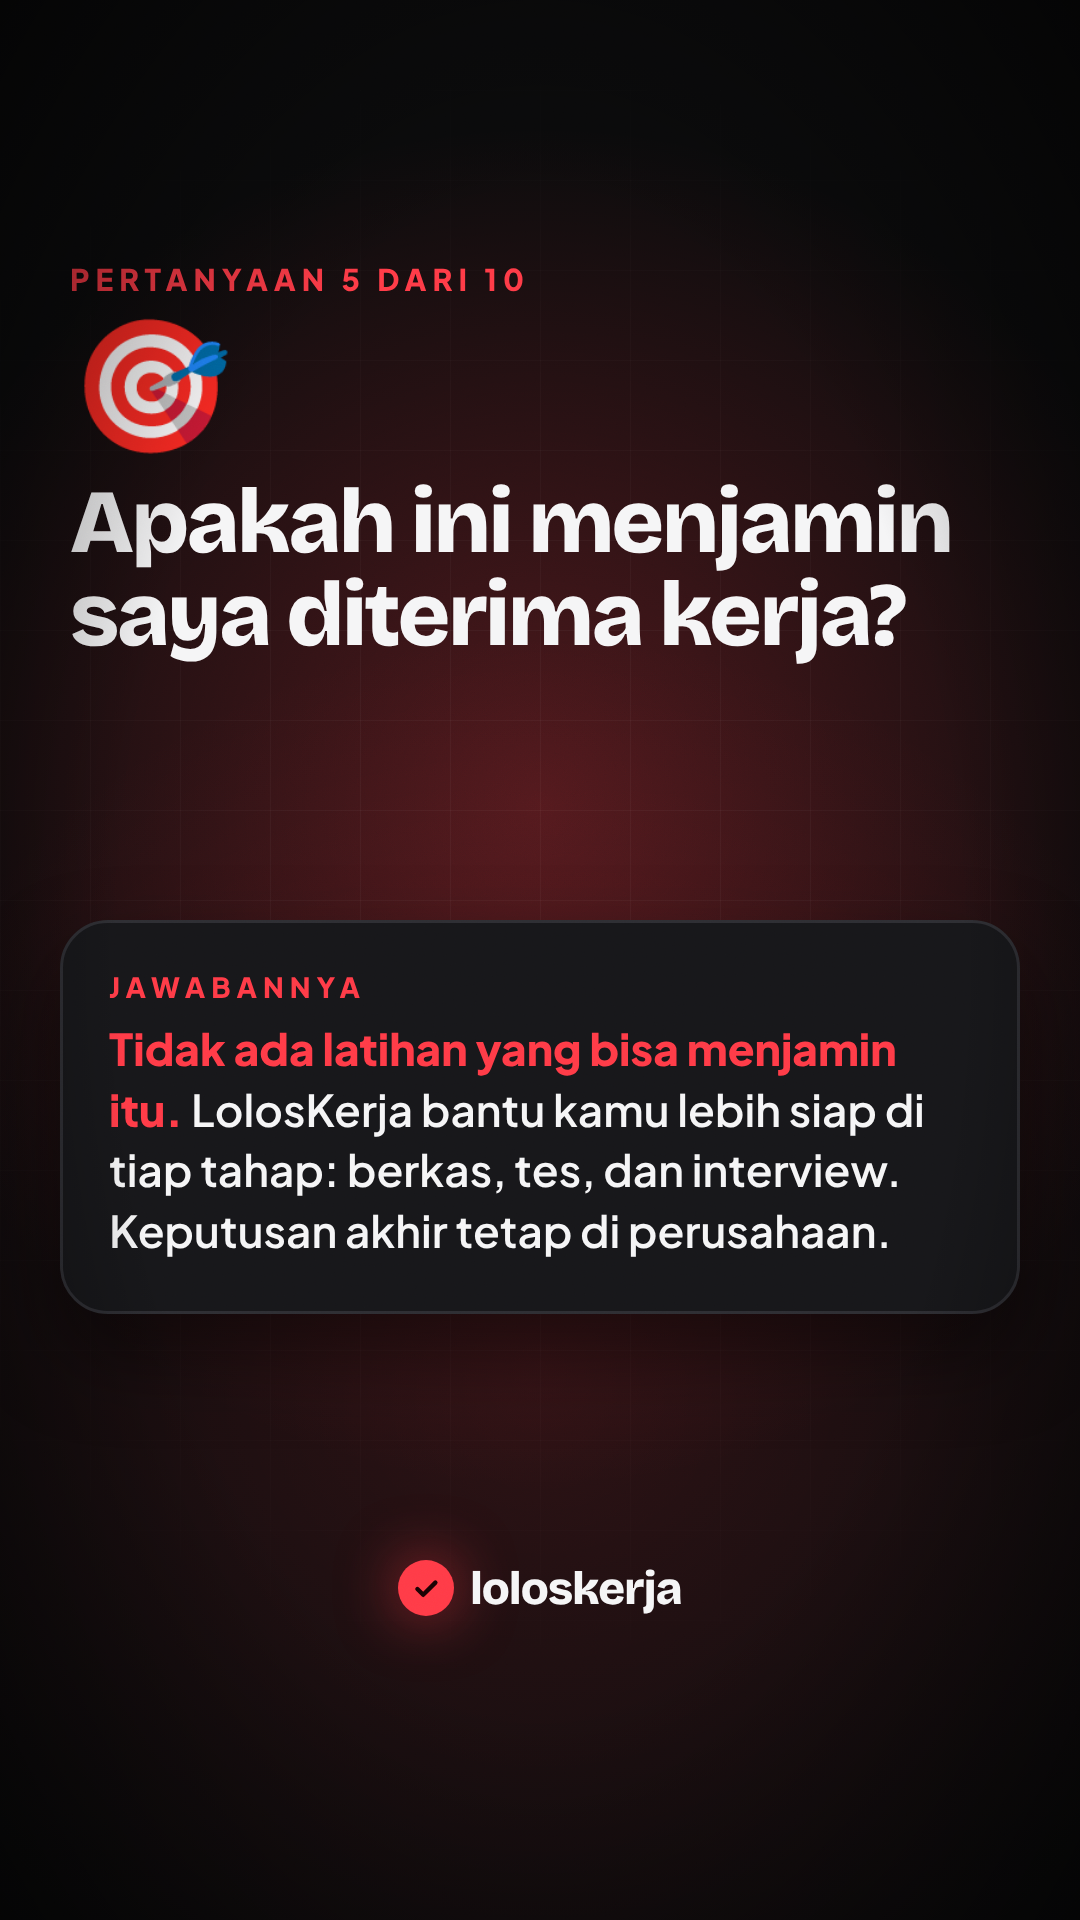 PERTANYAAN 5 DARI 10
Apakah ini menjamin
saya diterima kerja?
JAWABANNYA
Tidak ada latihan yang bisa menjamin
itu. LolosKerja bantu kamu lebih siap di
tiap tahap: berkas, tes, dan interview.
Keputusan akhir tetap di perusahaan.
loloskerja